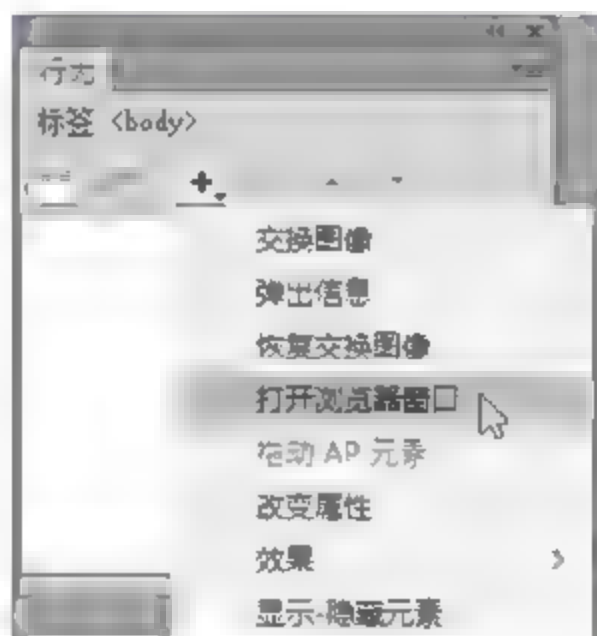 行为
标签 <body>
交换图像
弹出信息
恢复交换图像
打开浏览器窗口
拖动 AP 元素
改变属性
效果
显示-隐藏元素